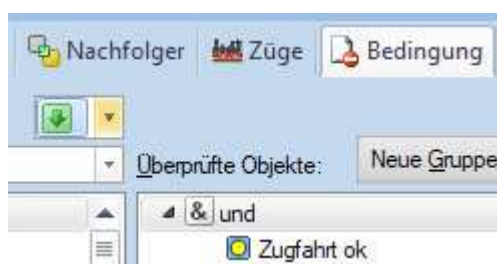 Nachfolger Züge Bedingung
Überprüfte Objekte: Neue Gruppe
& und
Zugfahrt ok